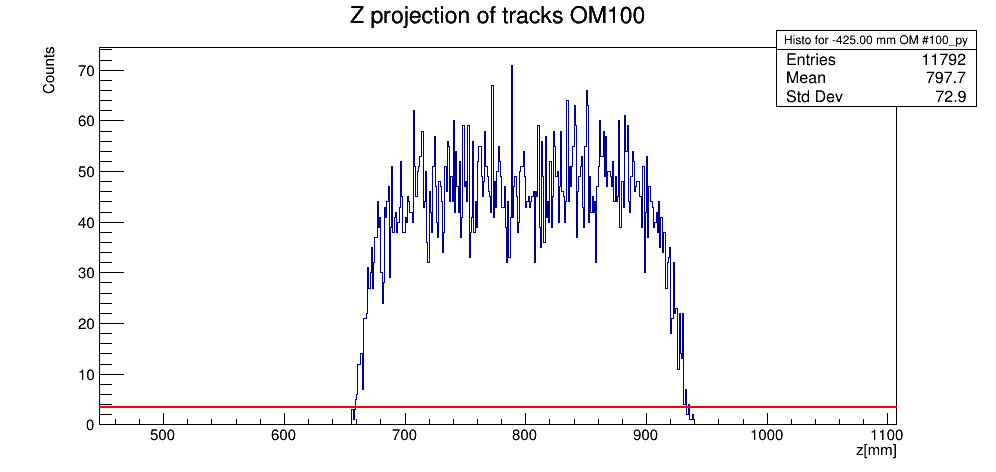 Z projection of tracks OM100
Histo for -425.00 mm OM #100_py
Entries 11792
Mean 797.7
Std Dev 72.9
Counts
70
60
50
40
30
20
10
0
500 600 700 800 900 1000 1100
z[mm]